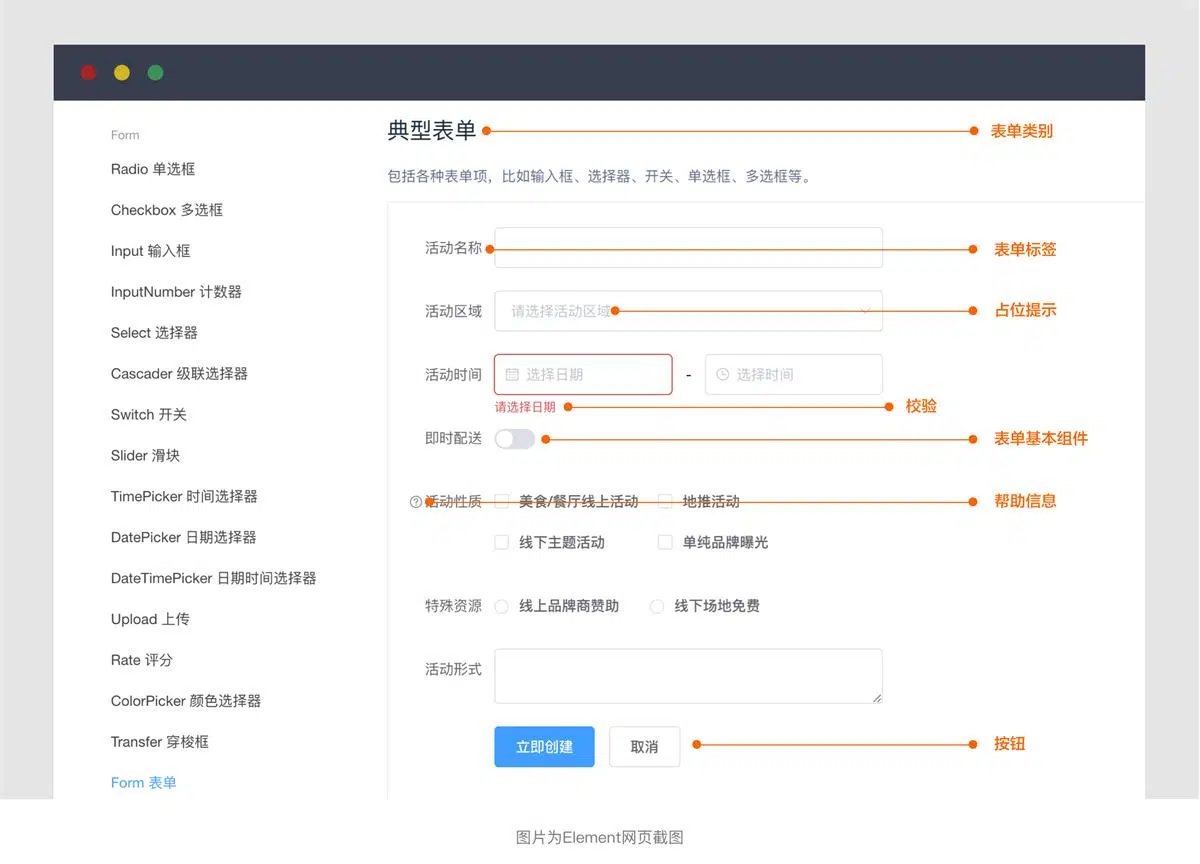 Form
Radio 单选框
Checkbox 多选框
Input 输入框
InputNumber 计数器
Select 选择器
Cascader 级联选择器
Switch 开关
Slider 滑块
TimePicker 时间选择器
DatePicker 日期选择器
DateTimePicker 日期时间选择器
Upload 上传
Rate 评分
ColorPicker 颜色选择器
Transfer 穿梭框
Form 表单
典型表单 表单类别
包括各种表单项，比如输入框、选择器、开关、单选框、多选框等。
活动名称 表单标签
活动区域 请选择活动区域 占位提示
活动时间 选择日期 - 选择时间
请选择日期 校验
即时配送 表单基本组件
? 活动性质 美食/餐厅线上活动 地推活动 帮助信息
线下主题活动 单纯品牌曝光
特殊资源 线上品牌商赞助 线下场地免费
活动形式
立即创建 取消 按钮
图片为Element网页截图